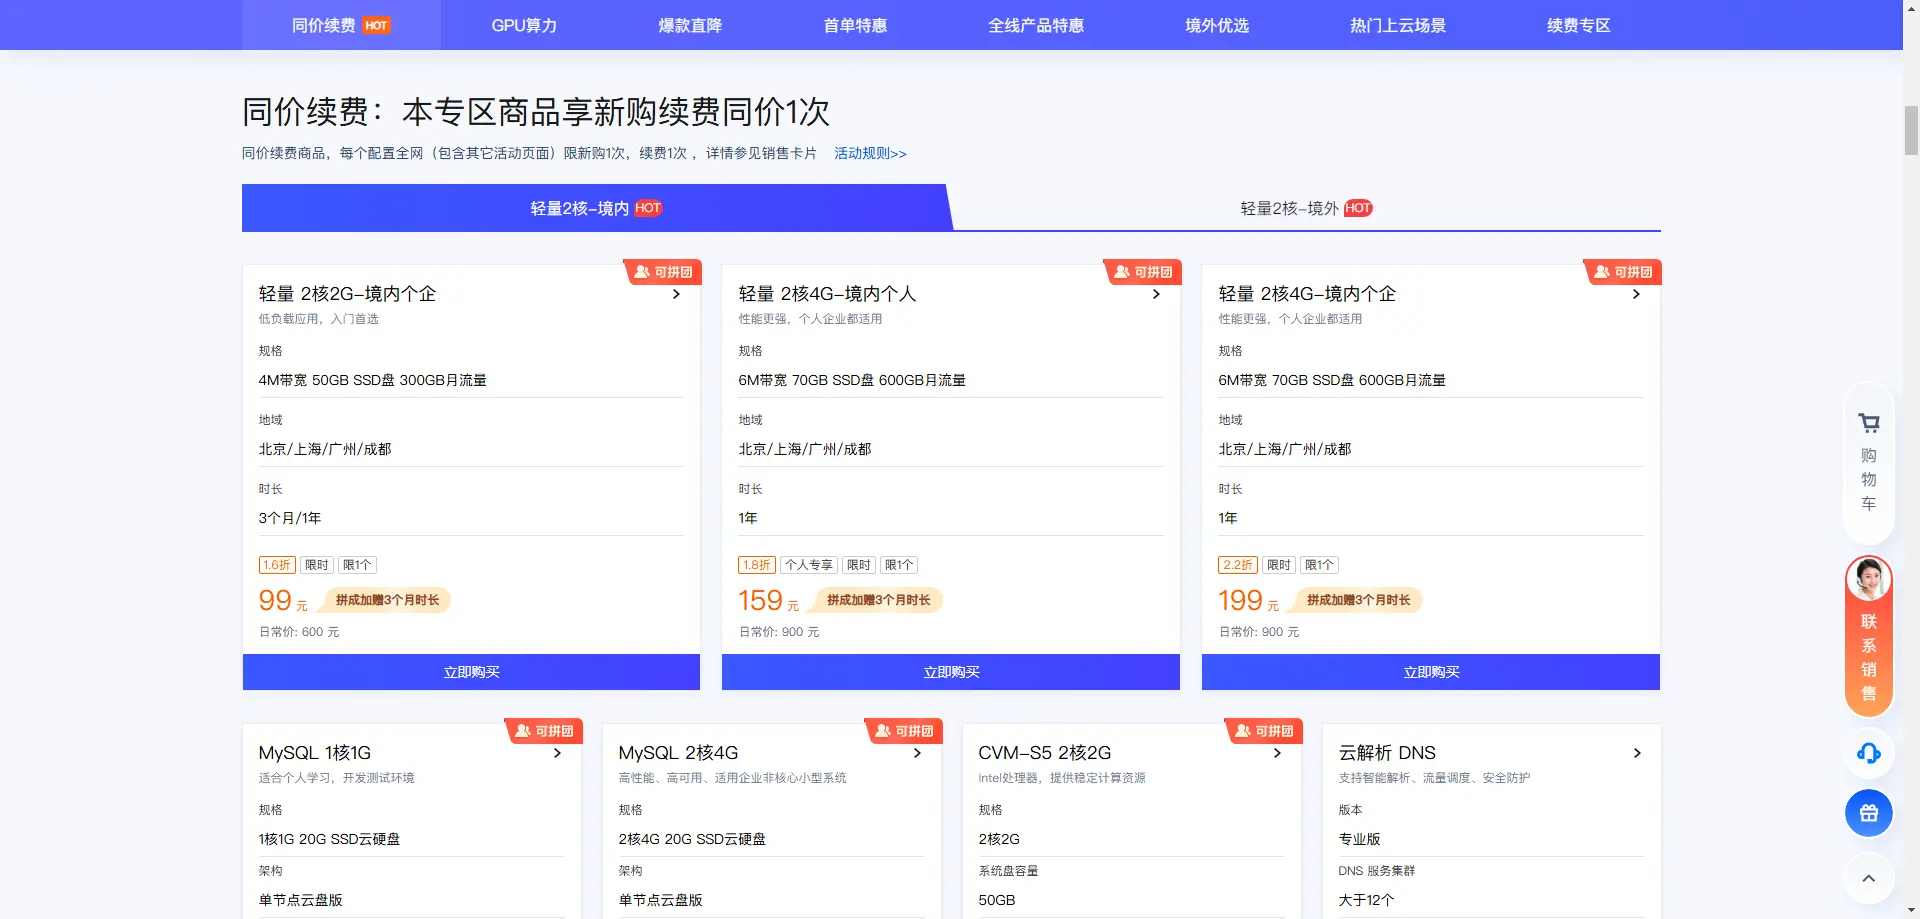 同价续费 HOT GPU算力 爆款直降 首单特惠 全线产品特惠 境外优选 热门上云场景 续费专区
同价续费：本专区商品享新购续费同价1次
同价续费商品，每个配置全网（包含其它活动页面）限新购1次，续费1次 ，详情参见销售卡片 活动规则>>
轻量2核-境内 HOT 轻量2核-境外 HOT
可拼团
轻量 2核2G-境内个企
低负载应用，入门首选
规格
4M带宽 50GB SSD盘 300GB月流量
地域
北京/上海/广州/成都
时长
3个月/1年
1.6折 限时 限1个
99 元 拼成加赠3个月时长
日常价: 600 元
立即购买
可拼团
轻量 2核4G-境内个人
性能更强，个人企业都适用
规格
6M带宽 70GB SSD盘 600GB月流量
地域
北京/上海/广州/成都
时长
1年
1.8折 个人专享 限时 限1个
159 元 拼成加赠3个月时长
日常价: 900 元
立即购买
可拼团
轻量 2核4G-境内个企
性能更强，个人企业都适用
规格
6M带宽 70GB SSD盘 600GB月流量
地域
北京/上海/广州/成都
时长
1年
2.2折 限时 限1个
199 元 拼成加赠3个月时长
日常价: 900 元
立即购买
可拼团
MySQL 1核1G
适合个人学习，开发测试环境
规格
1核1G 20G SSD云硬盘
架构
单节点云盘版
可拼团
MySQL 2核4G
高性能、高可用、适用企业非核心小型系统
规格
2核4G 20G SSD云硬盘
架构
单节点云盘版
可拼团
CVM-S5 2核2G
Intel处理器，提供稳定计算资源
规格
2核2G
系统盘容量
50GB
云解析 DNS
支持智能解析、流量调度、安全防护
版本
专业版
DNS 服务集群
大于12个
购
物
车
联
系
销
售